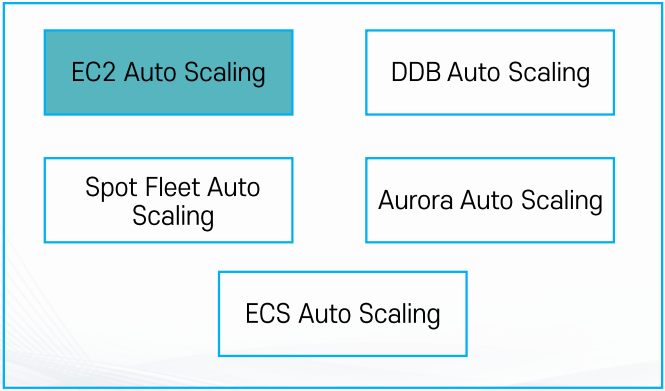 EC2 Auto Scaling
DDB Auto Scaling
Spot Fleet Auto
Scaling
Aurora Auto Scaling
ECS Auto Scaling